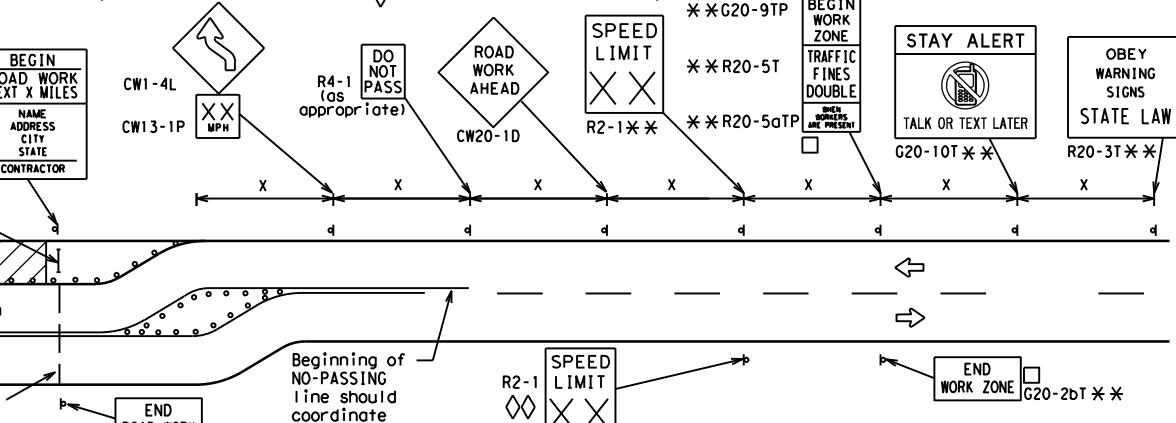 BEGIN
ROAD WORK
NEXT X MILES
NAME
ADDRESS
CITY
STATE
CONTRACTOR
CW1-4L
CW13-1P
XX
MPH
R4-1
(as
appropriate)
DO
NOT
PASS
ROAD
WORK
AHEAD
CW20-1D
SPEED
LIMIT
XX
R2-1**
**G20-9TP
**R20-5T
**R20-5aTP
BEGIN
WORK
ZONE
TRAFFIC
FINES
DOUBLE
WHEN
WORKERS
ARE PRESENT
STAY ALERT
TALK OR TEXT LATER
G20-10T**
OBEY
WARNING
SIGNS
STATE LAW
R20-3T**
X X X X X X X
Beginning of
NO-PASSING
line should
coordinate
R2-1
◇◇
SPEED
LIMIT
XX
END
WORK ZONE
G20-2bT**
END
ROAD WORK